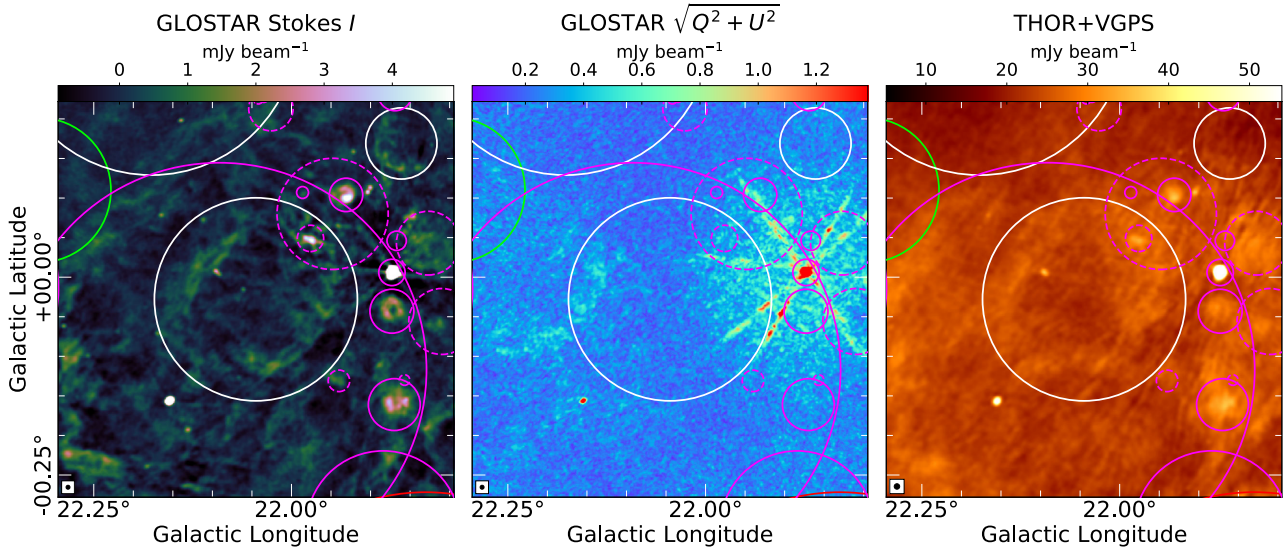 GLOSTAR Stokes I
mJy beam⁻¹
0 1 2 3 4
GLOSTAR √Q² + U²
mJy beam⁻¹
0.2 0.4 0.6 0.8 1.0 1.2
THOR+VGPS
mJy beam⁻¹
10 20 30 40 50
Galactic Latitude
+00.00°
-00.25°
22.25° 22.00°
Galactic Longitude
22.25° 22.00°
Galactic Longitude
22.25° 22.00°
Galactic Longitude